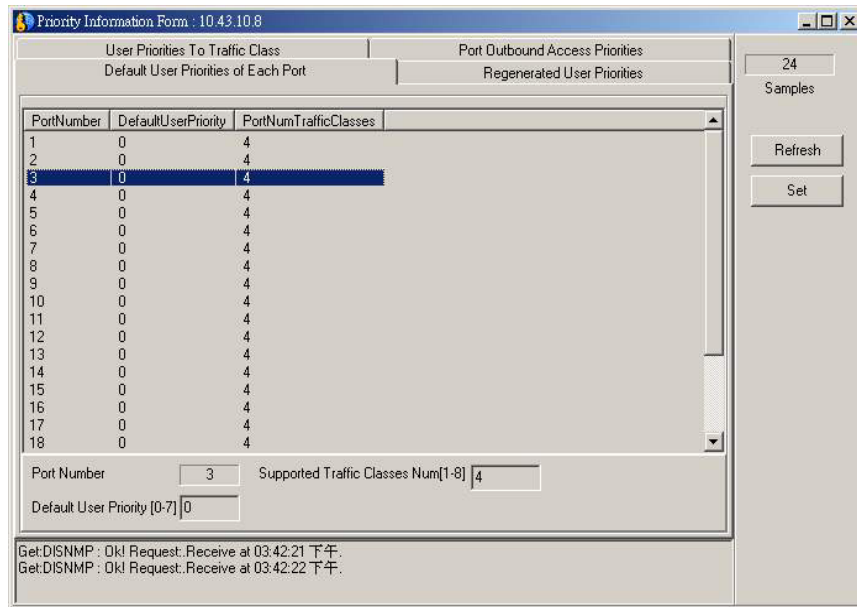 Priority Information Form : 10.43.10.8
User Priorities To Traffic Class
Port Outbound Access Priorities
Default User Priorities of Each Port
Regenerated User Priorities
24
Samples
Refresh
Set
PortNumber DefaultUserPriority PortNumTrafficClasses
1 0 4
2 0 4
3 0 4
4 0 4
5 0 4
6 0 4
7 0 4
8 0 4
9 0 4
10 0 4
11 0 4
12 0 4
13 0 4
14 0 4
15 0 4
16 0 4
17 0 4
18 0 4
Port Number 3 Supported Traffic Classes Num[1-8] 4
Default User Priority [0-7] 0
Get:DISNMP : Ok! Request:.Receive at 03:42:21 下午.
Get:DISNMP : Ok! Request:.Receive at 03:42:22 下午.